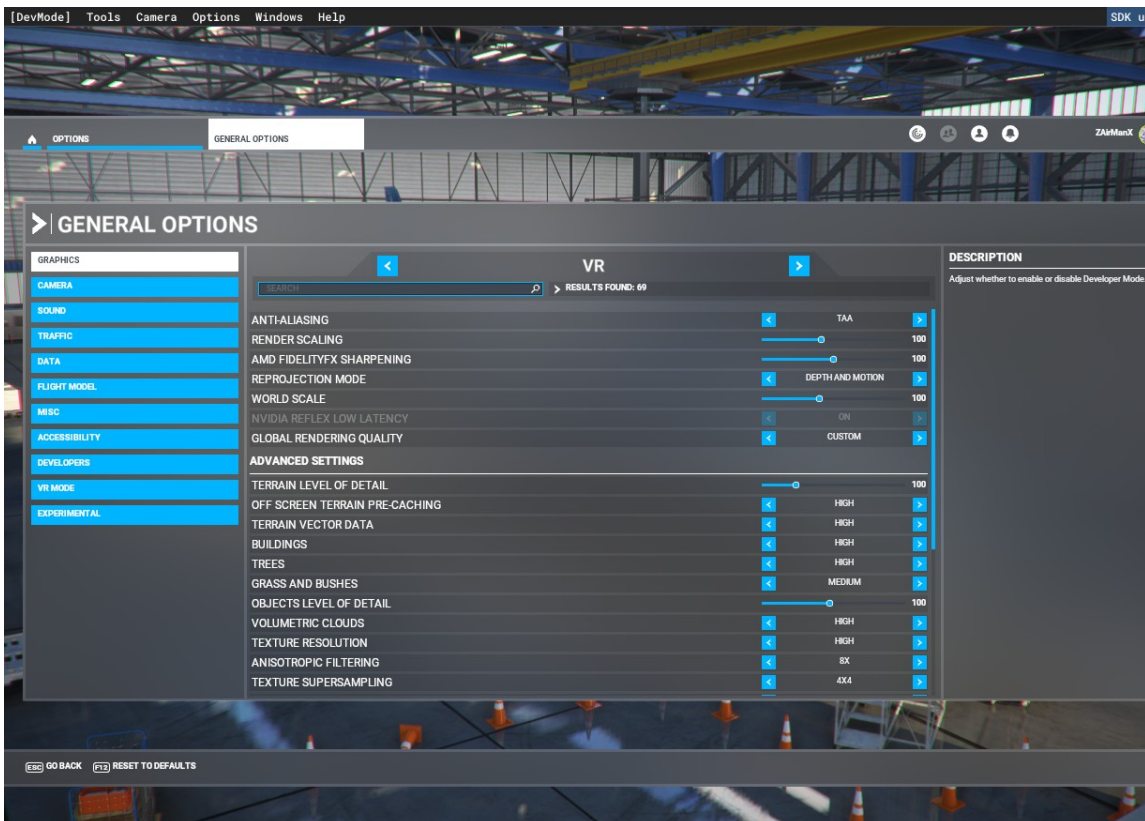 [DevMode] Tools Camera Options Windows Help
SDK u
OPTIONS
GENERAL OPTIONS
ZAirManX
GENERAL OPTIONS
GRAPHICS
CAMERA
SOUND
TRAFFIC
DATA
FLIGHT MODEL
MISC
ACCESSIBILITY
DEVELOPERS
VR MODE
EXPERIMENTAL
VR
SEARCH
RESULTS FOUND: 69
ANTI-ALIASING TAA
RENDER SCALING 100
AMD FIDELITYFX SHARPENING 100
REPROJECTION MODE DEPTH AND MOTION
WORLD SCALE 100
NVIDIA REFLEX LOW LATENCY ON
GLOBAL RENDERING QUALITY CUSTOM
ADVANCED SETTINGS
TERRAIN LEVEL OF DETAIL 100
OFF SCREEN TERRAIN PRE-CACHING HIGH
TERRAIN VECTOR DATA HIGH
BUILDINGS HIGH
TREES HIGH
GRASS AND BUSHES MEDIUM
OBJECTS LEVEL OF DETAIL 100
VOLUMETRIC CLOUDS HIGH
TEXTURE RESOLUTION HIGH
ANISOTROPIC FILTERING 8X
TEXTURE SUPERSAMPLING 4X4
DESCRIPTION
Adjust whether to enable or disable Developer Mode.
ESC GO BACK F12 RESET TO DEFAULTS